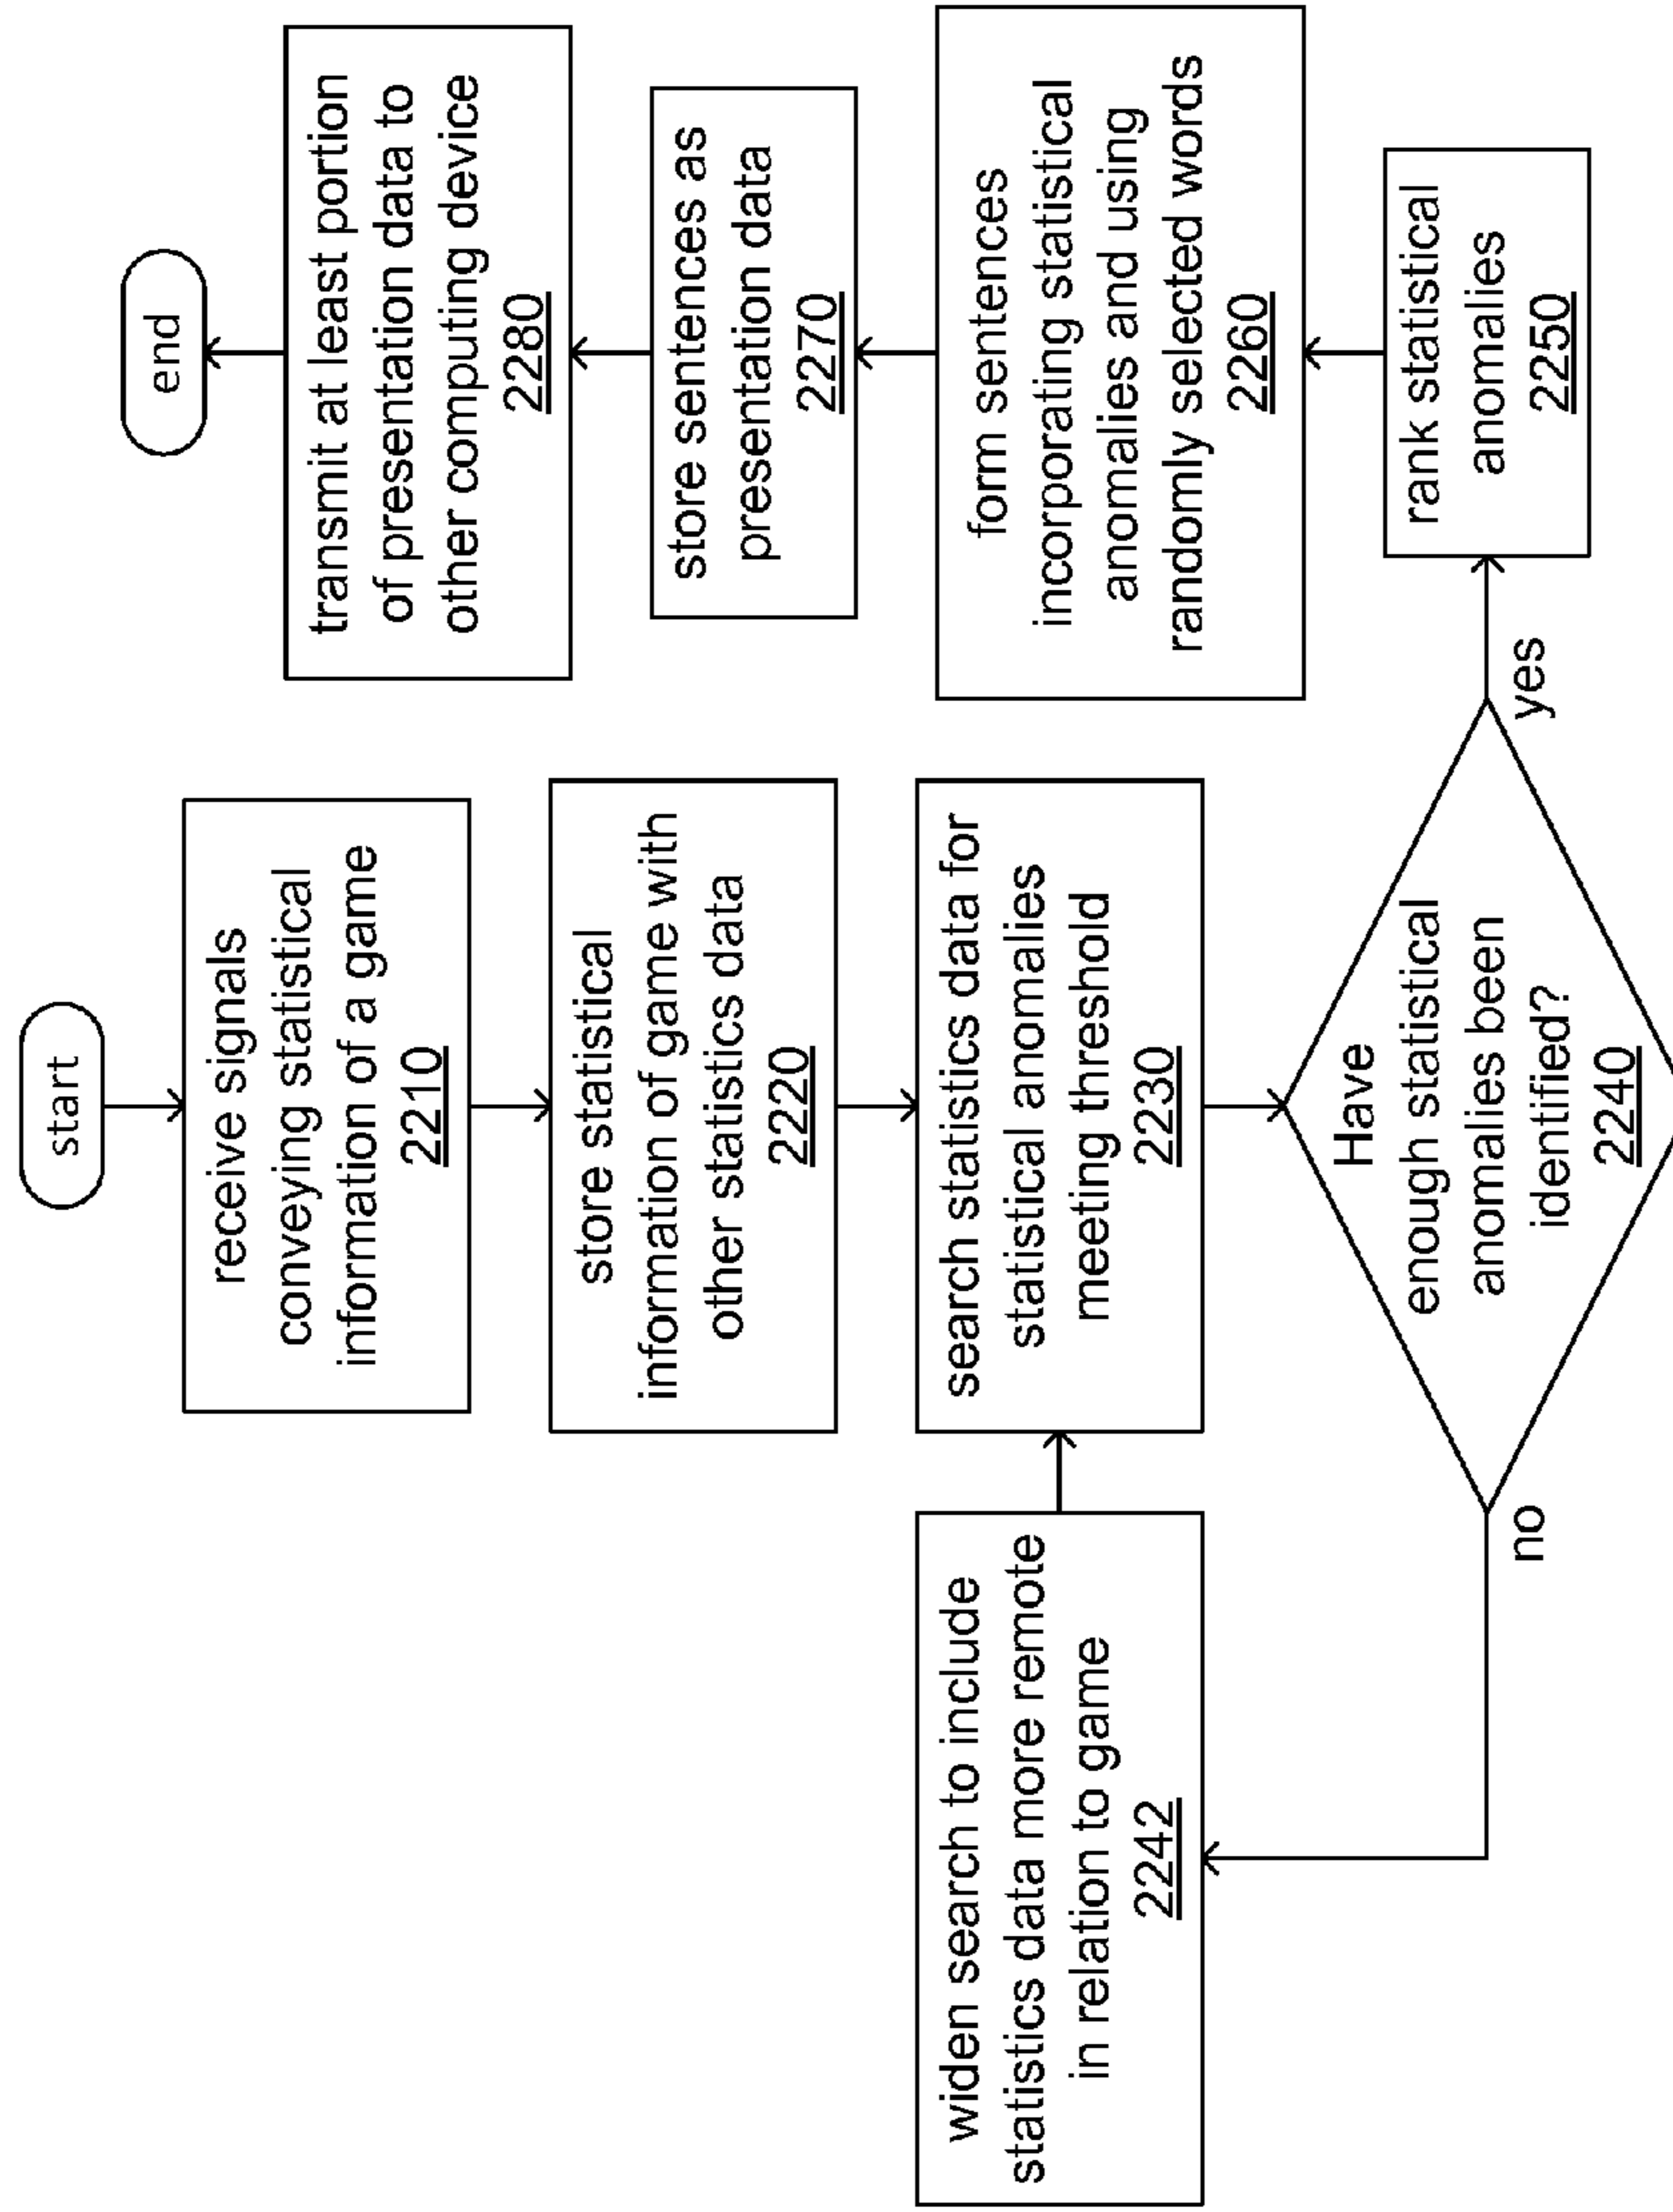 start
receive signals
conveying statistical
information of a game
2210
store statistical
information of game with
other statistics data
2220
search statistics data for
statistical anomalies
meeting threshold
2230
Have
enough statistical
anomalies been
identified?
2240
no
widen search to include
statistics data more remote
in relation to game
2242
yes
rank statistical
anomalies
2250
form sentences
incorporating statistical
anomalies and using
randomly selected words
2260
store sentences as
presentation data
2270
transmit at least portion
of presentation data to
other computing device
2280
end